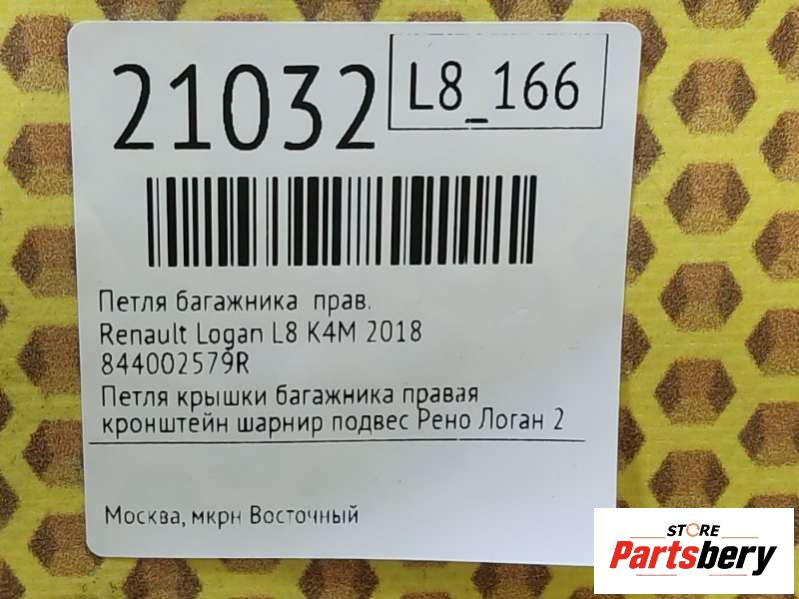 21032
L8_166
Петля багажника прав.
Renault Logan L8 K4M 2018
844002579R
Петля крышки багажника правая
кронштейн шарнир подвес Рено Логан 2
Москва, мкрн Восточный
STORE
Partsbery